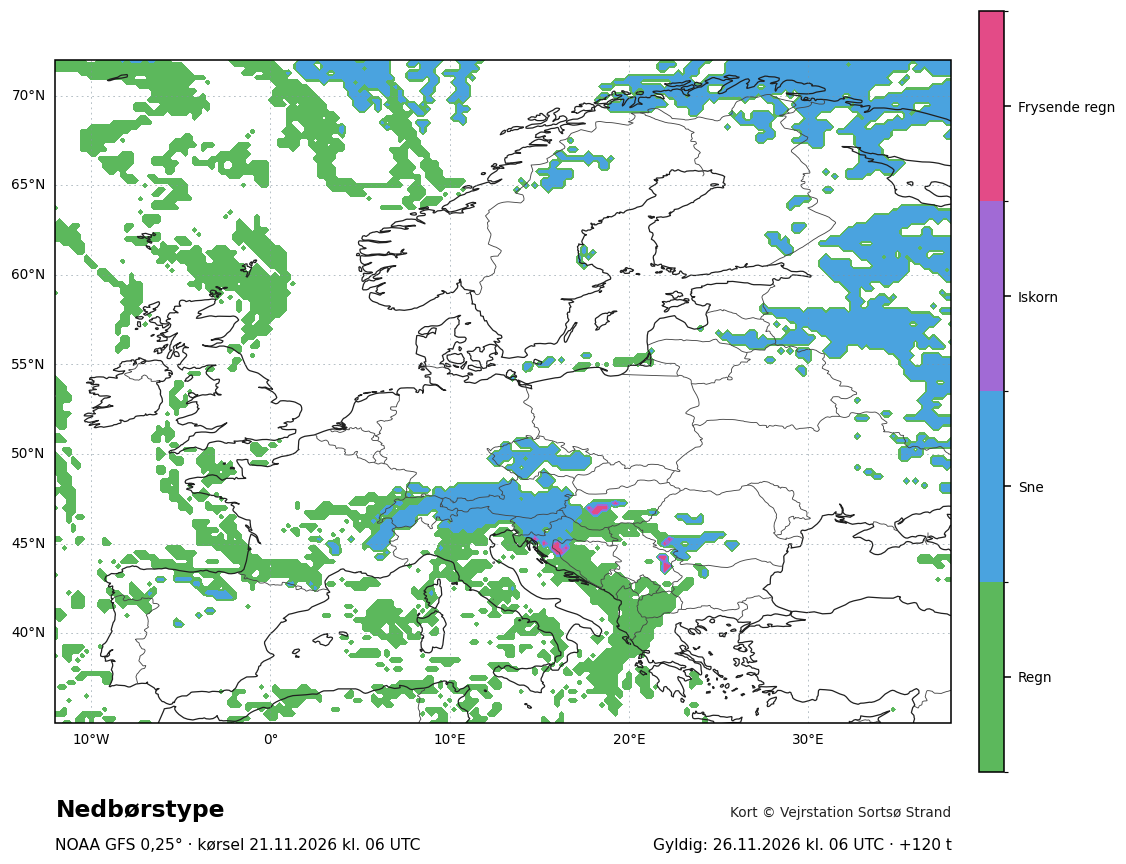 70°N
65°N
60°N
55°N
50°N
45°N
40°N
10°W
0°
10°E
20°E
30°E
Frysende regn
Iskorn
Sne
Regn
Nedbørstype
Kort © Vejrstation Sortsø Strand
NOAA GFS 0,25° · kørsel 21.11.2026 kl. 06 UTC
Gyldig: 26.11.2026 kl. 06 UTC · +120 t